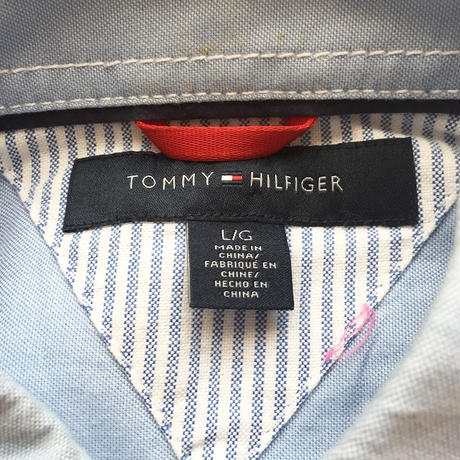 TOMMY HILFIGER
L/G
MADE IN
CHINA/
FABRIQUÉ EN
CHINE/
HECHO EN
CHINA